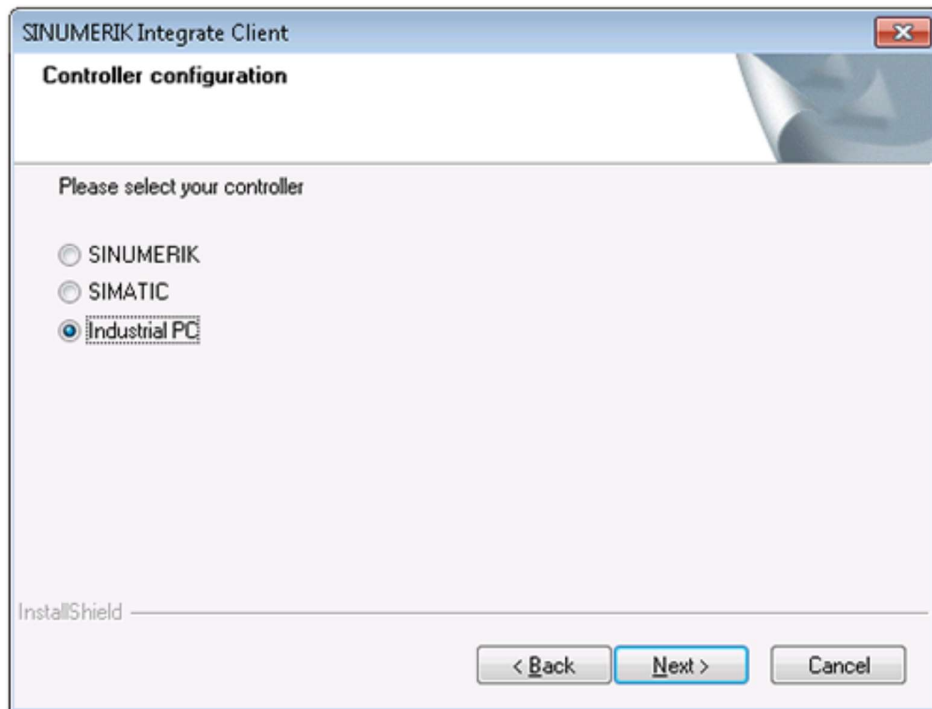 SINUMERIK Integrate Client
Controller configuration
Please select your controller
SINUMERIK
SIMATIC
Industrial PC
InstallShield
< Back Next > Cancel